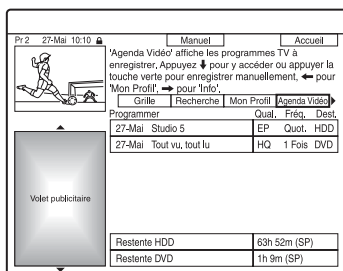 Pr 2 27-Mai 10:10 Manuel Accueil
'Agenda Vidéo' affiche les programmes TV à
enregistrer, Appuyez ⬇ pour y accéder ou appuyer la
touche verte pour enregistrer manuellement, ⬅ pour
'Mon Profil', ➡ pour 'Info',
Grille Recherche Mon Profil Agenda Vidéo
Programmer Qual. Fréq. Dest.
27-Mai Studio 5 EP Quot. HDD
27-Mai Tout vu, tout lu HQ 1 Fois DVD
Volet publicitaire
Restente HDD 63h 52m (SP)
Restente DVD 1h 9m (SP)